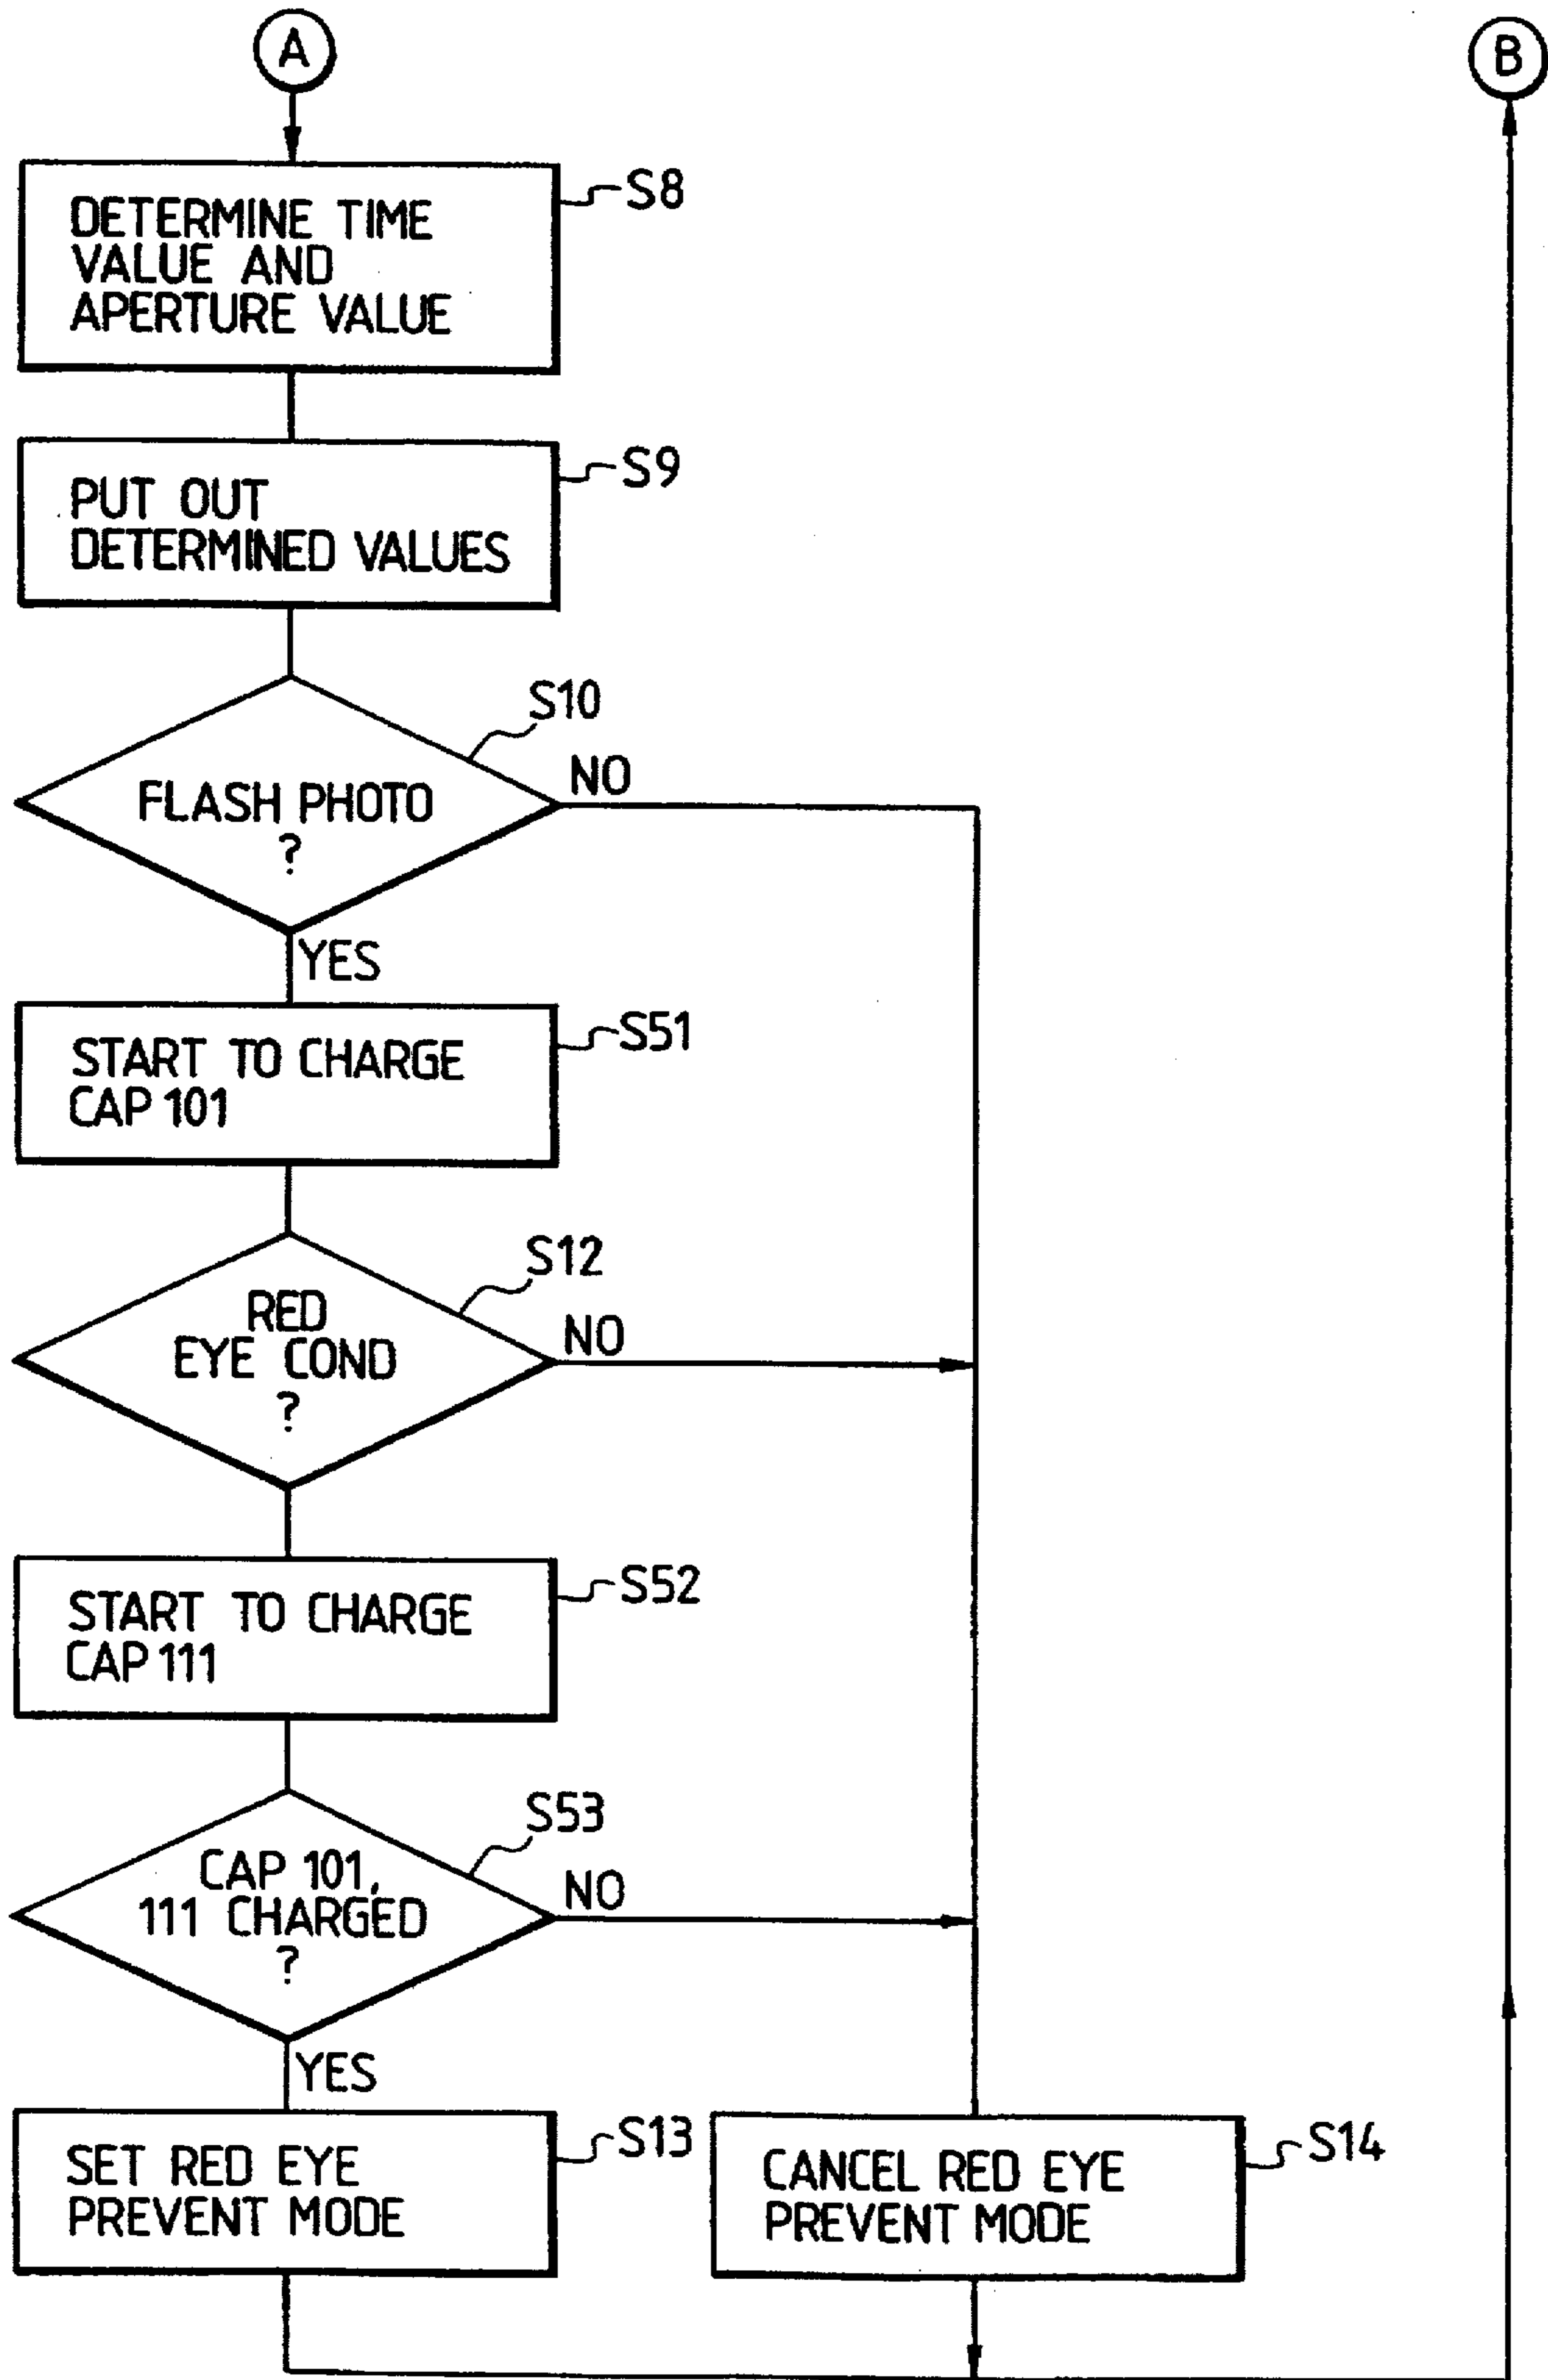 A
B
DETERMINE TIME
VALUE AND
APERTURE VALUE
S8
PUT OUT
DETERMINED VALUES
S9
S10
FLASH PHOTO
?
NO
YES
START TO CHARGE
CAP 101
S51
S12
RED
EYE COND
?
NO
START TO CHARGE
CAP 111
S52
S53
CAP 101,
111 CHARGED
?
NO
YES
SET RED EYE
PREVENT MODE
S13
CANCEL RED EYE
PREVENT MODE
S14